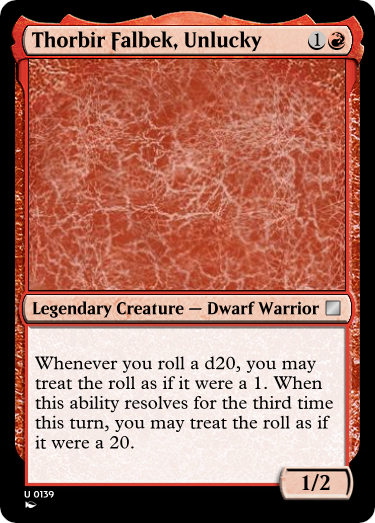 Thorbir Falbek, Unlucky 1
Legendary Creature — Dwarf Warrior
Whenever you roll a d20, you may
treat the roll as if it were a 1. When
this ability resolves for the third time
this turn, you may treat the roll as if
it were a 20.
1/2
U 0139